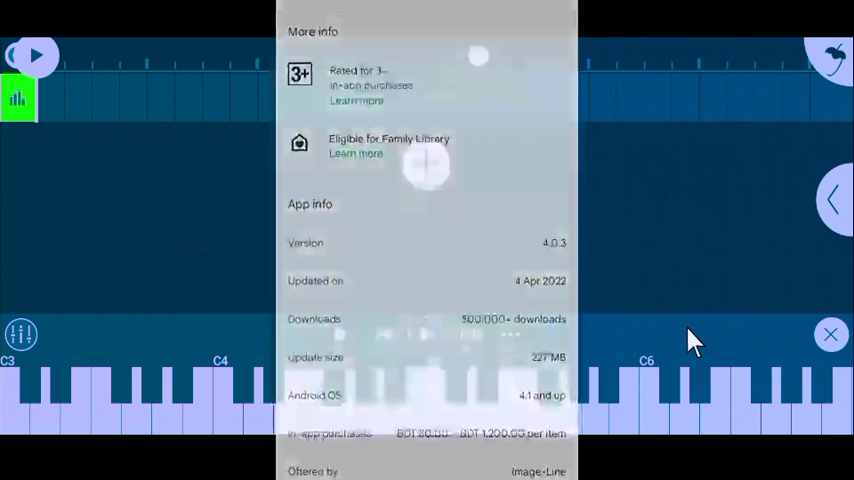 More info
3+
Rated for 3+
In-app purchases
Learn more
Eligible for Family Library
Learn more
App info
Version 4.0.3
Updated on 4 Apr 2022
Downloads 500,000+ downloads
Update size 227 MB
C3 C4 C6
Android OS 4.1 and up
In-app purchases BDT 80.00 - BDT 1,200.00 per item
Offered by Image-Line